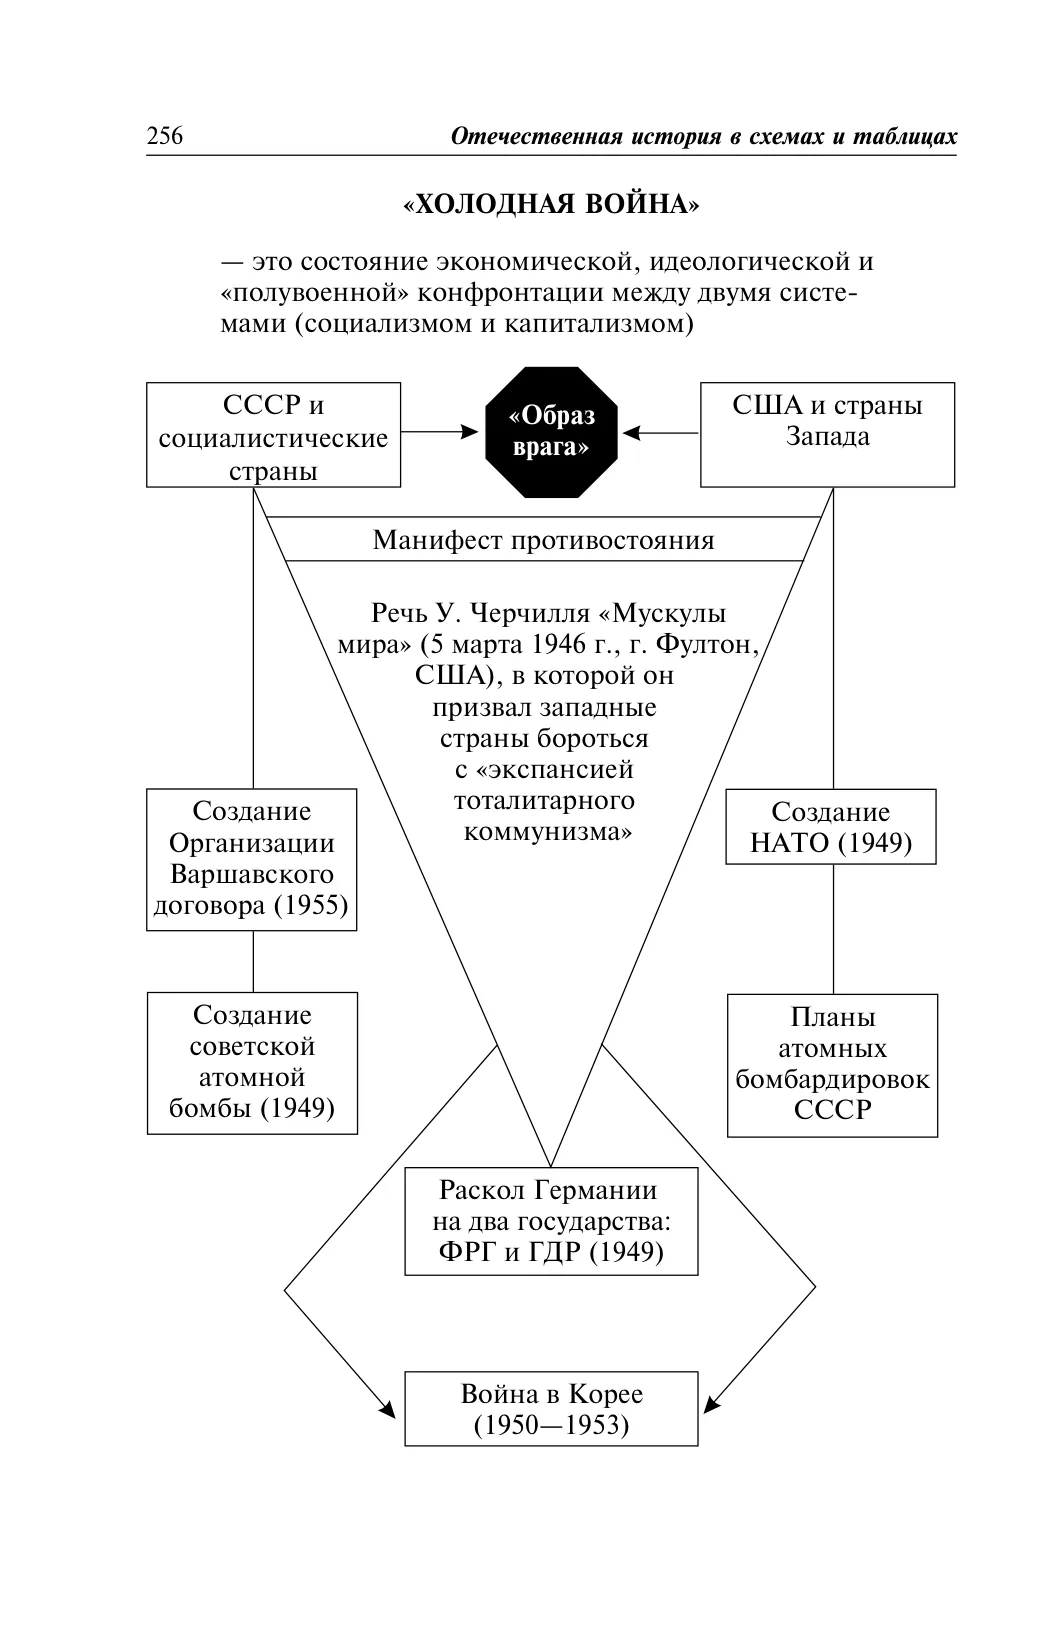 256
Отечественная история в схемах и таблицах
«ХОЛОДНАЯ ВОЙНА»
— это состояние экономической, идеологической и
«полувоенной» конфронтации между двумя систе-
мами (социализмом и капитализмом)
СССР и
социалистические
страны
«Образ
врага»
США и страны
Запада
Манифест противостояния
Речь У. Черчилля «Мускулы
мира» (5 марта 1946 г., г. Фултон,
США), в которой он
призвал западные
страны бороться
с «экспансией
тоталитарного
коммунизма»
Создание
Организации
Варшавского
договора (1955)
Создание
НАТО (1949)
Создание
советской
атомной
бомбы (1949)
Планы
атомных
бомбардировок
СССР
Раскол Германии
на два государства:
ФРГ и ГДР (1949)
Война в Корее
(1950—1953)